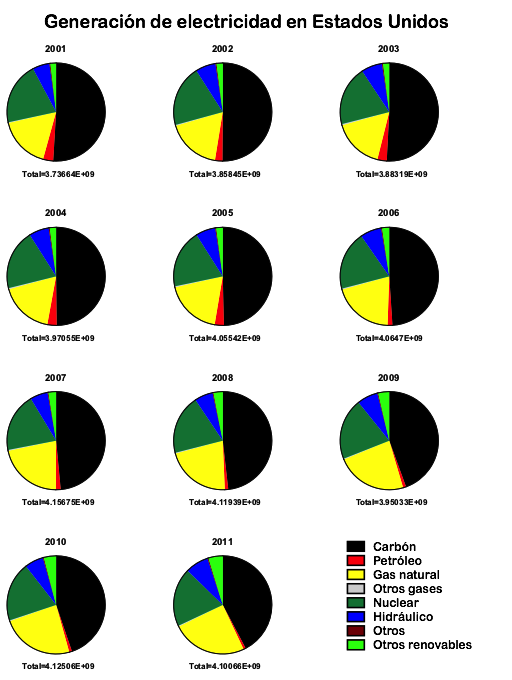 Generación de electricidad en Estados Unidos
2001
2002
2003
Total=3.73664E+09
Total=3.85845E+09
Total=3.88319E+09
2004
2005
2006
Total=3.97055E+09
Total=4.05542E+09
Total=4.0647E+09
2007
2008
2009
Total=4.15675E+09
Total=4.11939E+09
Total=3.95033E+09
2010
2011
Total=4.12506E+09
Total=4.10066E+09
Carbón
Petróleo
Gas natural
Otros gases
Nuclear
Hidráulico
Otros
Otros renovables